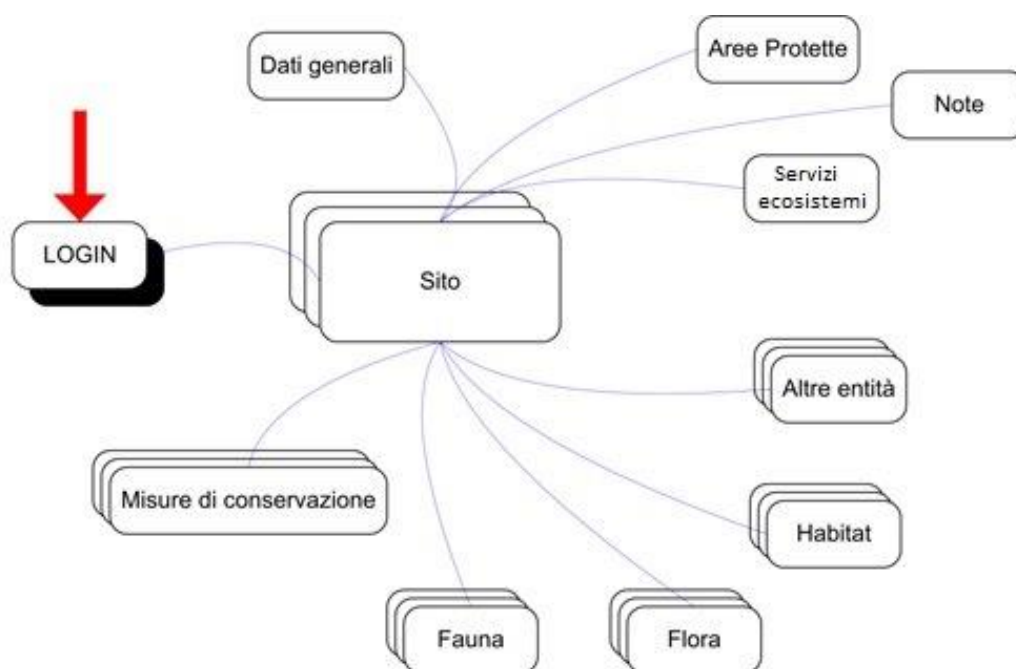 Dati generali
Aree Protette
Note
Servizi
ecosistemi
LOGIN
Sito
Altre entità
Misure di conservazione
Habitat
Fauna
Flora